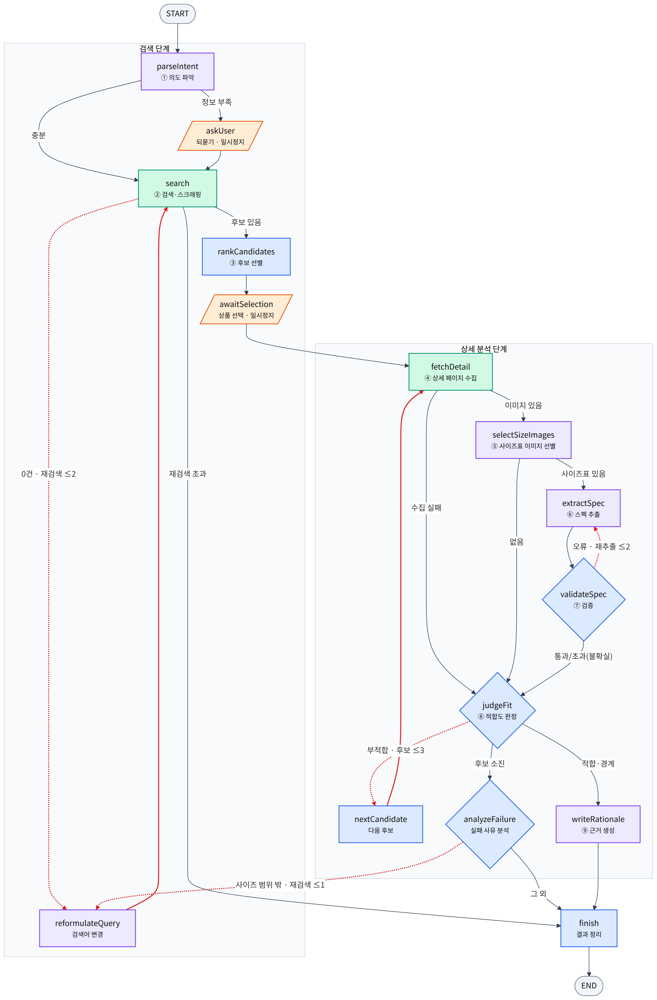 START
검색 단계
parseIntent
① 의도 파악
정보 부족
충분
askUser
되묻기 · 일시정지
search
② 검색·스크래핑
후보 있음
rankCandidates
③ 후보 선별
awaitSelection
상품 선택 · 일시정지
상세 분석 단계
fetchDetail
④ 상세 페이지 수집
이미지 있음
selectSizeImages
⑤ 사이즈표 이미지 선별
0건 · 재검색 ≤2
재검색 초과
사이즈표 있음
수집 실패
extractSpec
⑥ 스펙 추출
없음
오류 · 재추출 ≤2
validateSpec
⑦ 검증
통과/초과(불확실)
judgeFit
⑧ 적합도 판정
부적합 · 후보 ≤3
후보 소진
적합·경계
nextCandidate
다음 후보
analyzeFailure
실패 사유 분석
writeRationale
⑨ 근거 생성
사이즈 범위 밖 · 재검색 ≤1
그 외
reformulateQuery
검색어 변경
finish
결과 정리
END